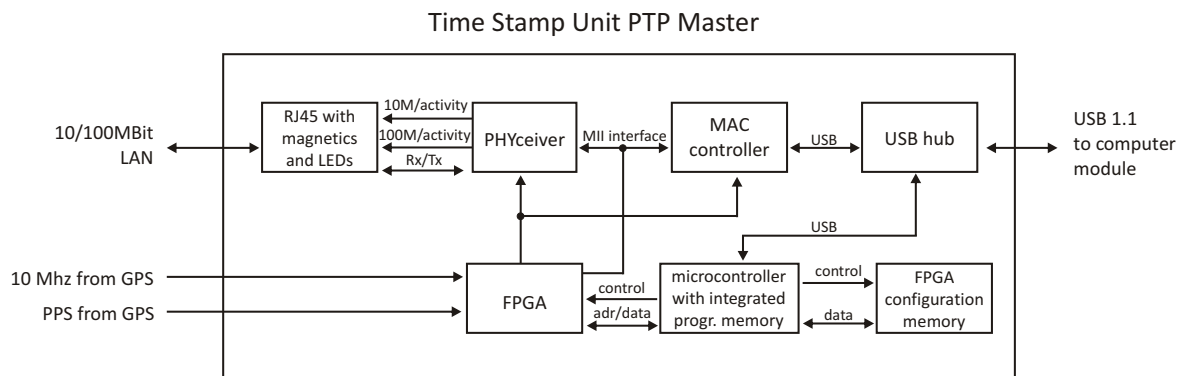 Time Stamp Unit PTP Master
10/100MBit
LAN
RJ45 with
magnetics
and LEDs
10M/activity
100M/activity
Rx/Tx
PHYceiver
MII interface
MAC
controller
USB
USB hub
USB 1.1
to computer
module
USB
10 Mhz from GPS
PPS from GPS
FPGA
control
adr/data
microcontroller
with integrated
progr. memory
control
data
FPGA
configuration
memory